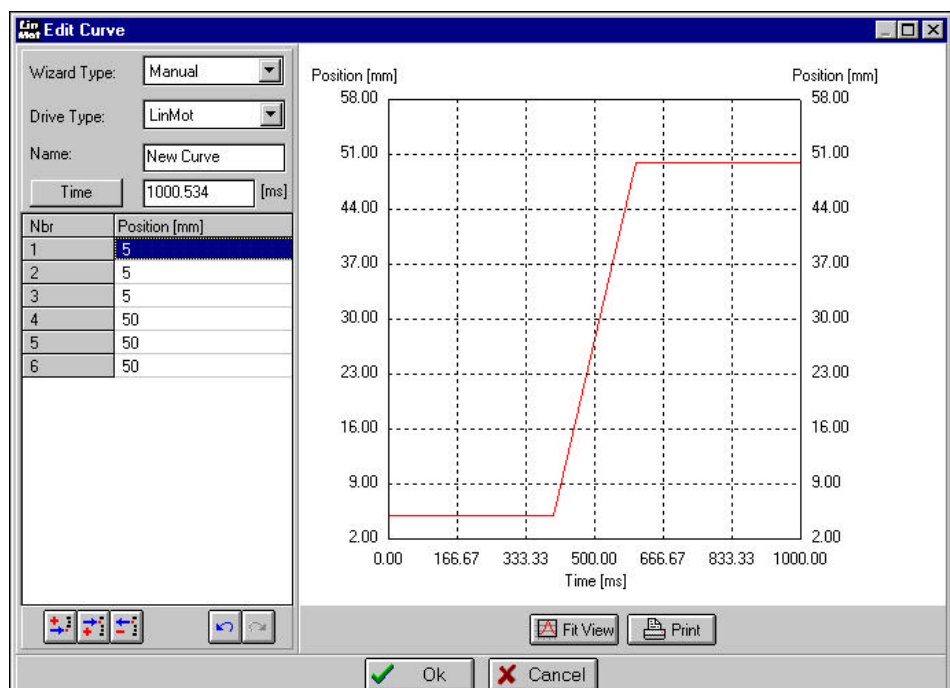 Lin Mot Edit Curve
Wizard Type: Manual
Drive Type: LinMot
Name: New Curve
Time 1000.534 [ms]
Nbr Position [mm]
1 5
2 5
3 5
4 50
5 50
6 50
Position [mm] Position [mm]
58.00 58.00
51.00 51.00
44.00 44.00
37.00 37.00
30.00 30.00
23.00 23.00
16.00 16.00
9.00 9.00
2.00 2.00
0.00 166.67 333.33 500.00 666.67 833.33 1000.00
Time [ms]
Fit View Print
Ok Cancel